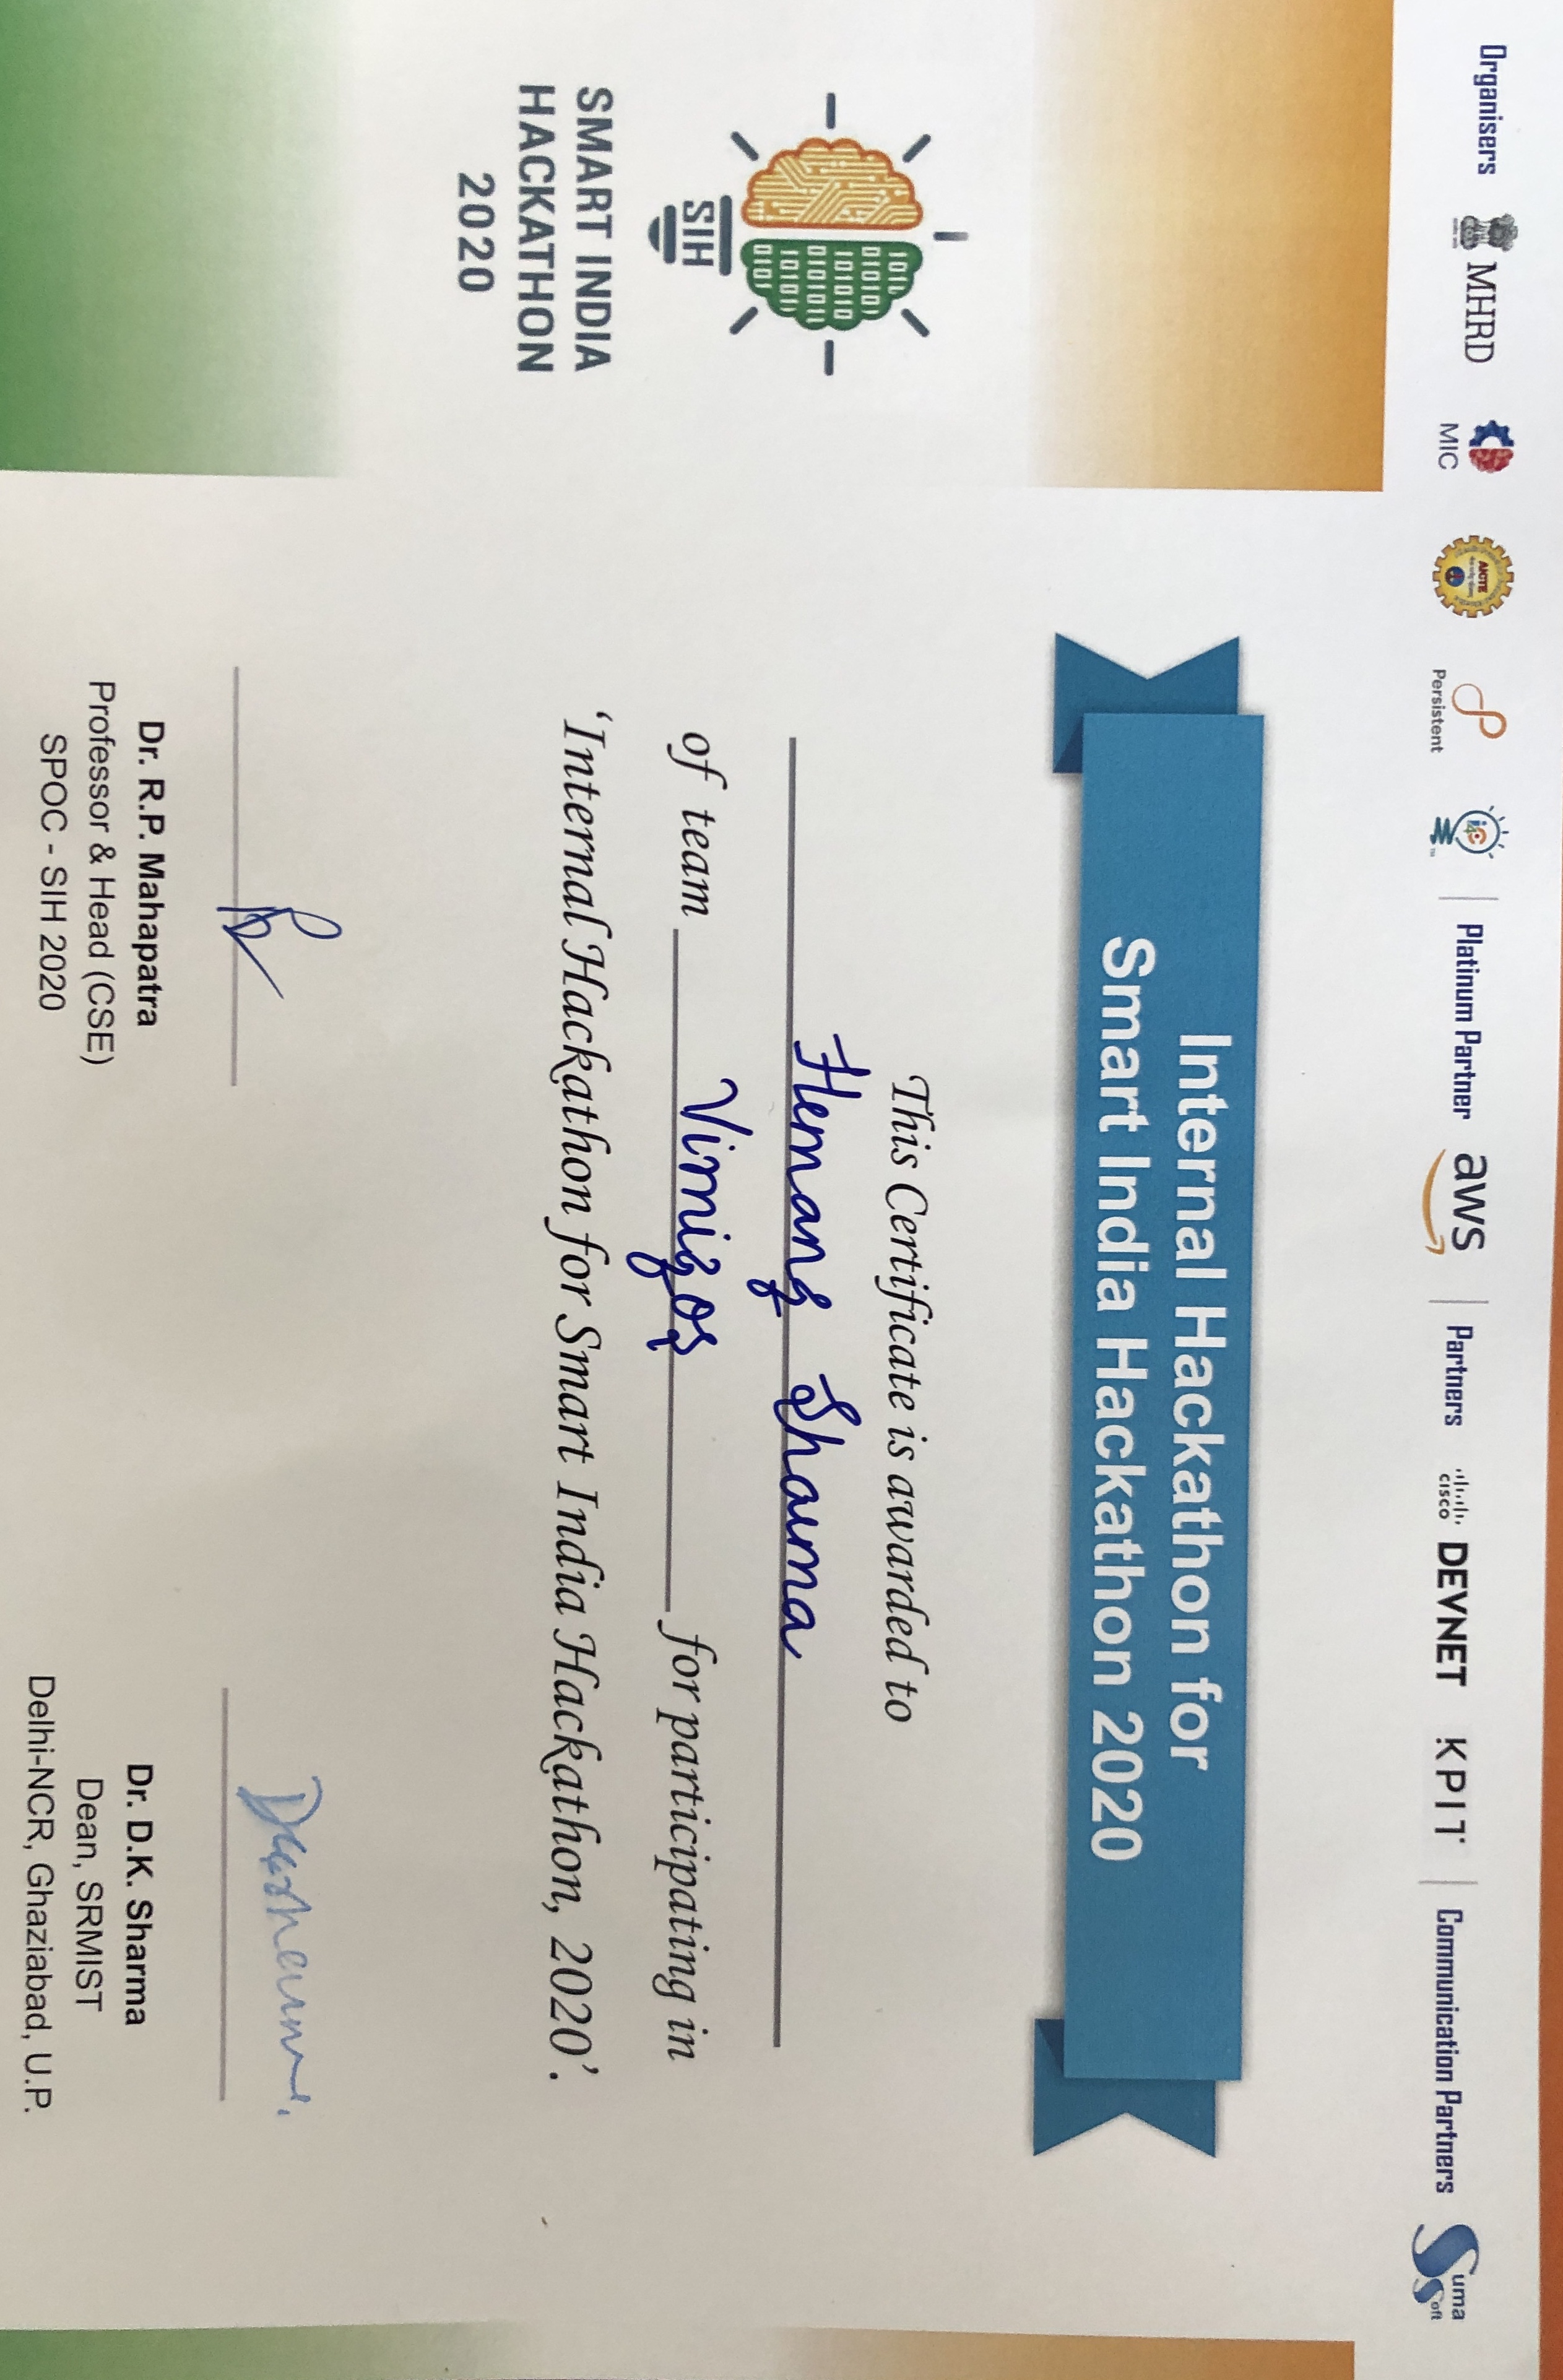 Organisers MHRD MIC AICTE Persistent i4C Platinum Partner aws Partners CISCO DEVNET KPIT Communication Partners Suma Soft
Internal Hackathon for
Smart India Hackathon 2020
This Certificate is awarded to
Hemang Sharma
of team Vimigos for participating in
‘Internal Hackathon for Smart India Hackathon, 2020’.
1011
010101
101010
0101011
101011
0101
SIH
SMART INDIA
HACKATHON
2020
Dr. R.P. Mahapatra
Professor & Head (CSE)
SPOC - SIH 2020
Dr. D.K. Sharma
Dean, SRMIST
Delhi-NCR, Ghaziabad, U.P.